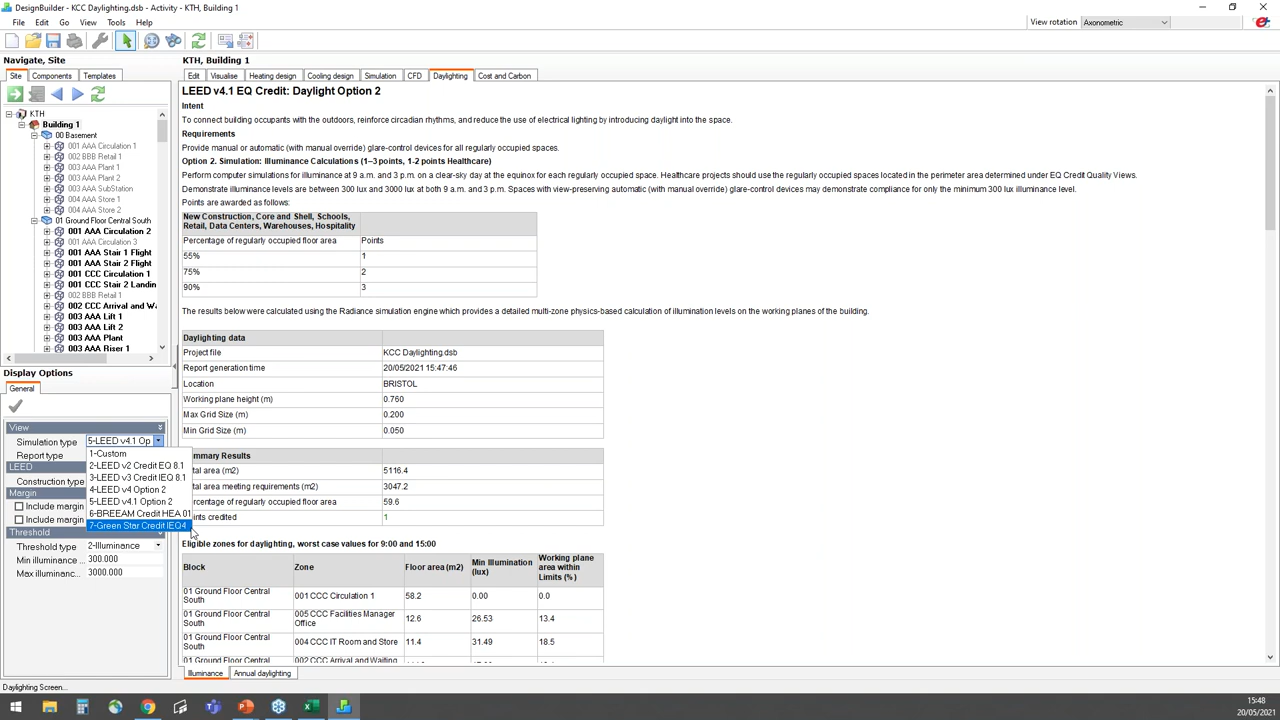 DesignBuilder - KCC Daylighting.dsb - Activity - KTH, Building 1
File Edit Go View Tools Help
View rotation Axonometric
Navigate, Site
Site Components Templates
KTH
Building 1
00 Basement
001 AAA Circulation 1
002 BBB Retail 1
003 AAA Plant 1
003 AAA Plant 2
003 AAA SubStation
004 AAA Store 1
004 AAA Store 2
01 Ground Floor Central South
001 AAA Circulation 2
001 AAA Circulation 3
001 AAA Stair 1 Flight
001 AAA Stair 2 Flight
001 CCC Circulation 1
001 CCC Stair 2 Landin
002 BBB Retail 1
002 CCC Arrival and Wa
003 AAA Lift 1
003 AAA Lift 2
003 AAA Plant
003 AAA Riser 1
Display Options
General
View
Simulation type 5-LEED v4.1 Op
Report type
LEED
Construction type
Margin
Include margin
Include margin
Threshold
Threshold type 2-Illuminance
Min illuminance ... 300.000
Max illuminanc... 3000.000
1-Custom
2-LEED v2 Credit EQ 8.1
3-LEED v3 Credit IEQ 8.1
4-LEED v4 Option 2
5-LEED v4.1 Option 2
6-BREEAM Credit HEA 01
7-Green Star Credit IEQ4
KTH, Building 1
Edit Visualise Heating design Cooling design Simulation CFD Daylighting Cost and Carbon
LEED v4.1 EQ Credit: Daylight Option 2
Intent
To connect building occupants with the outdoors, reinforce circadian rhythms, and reduce the use of electrical lighting by introducing daylight into the space.
Requirements
Provide manual or automatic (with manual override) glare-control devices for all regularly occupied spaces.
Option 2. Simulation: Illuminance Calculations (1–3 points, 1-2 points Healthcare)
Perform computer simulations for illuminance at 9 a.m. and 3 p.m. on a clear-sky day at the equinox for each regularly occupied space. Healthcare projects should use the regularly occupied spaces located in the perimeter area determined under EQ Credit Quality Views.
Demonstrate illuminance levels are between 300 lux and 3000 lux at both 9 a.m. and 3 p.m. Spaces with view-preserving automatic (with manual override) glare-control devices may demonstrate compliance for only the minimum 300 lux illuminance level.
Points are awarded as follows:
New Construction, Core and Shell, Schools,
Retail, Data Centers, Warehouses, Hospitality
Percentage of regularly occupied floor area Points
55% 1
75% 2
90% 3
The results below were calculated using the Radiance simulation engine which provides a detailed multi-zone physics-based calculation of illumination levels on the working planes of the building.
Daylighting data
Project file KCC Daylighting.dsb
Report generation time 20/05/2021 15:47:46
Location BRISTOL
Working plane height (m) 0.760
Max Grid Size (m) 0.200
Min Grid Size (m) 0.050
mmary Results
tal area (m2) 5116.4
tal area meeting requirements (m2) 3047.2
rcentage of regularly occupied floor area 59.6
ints credited 1
Eligible zones for daylighting, worst case values for 9:00 and 15:00
Block Zone Floor area (m2) Min Illumination (lux) Working plane area within Limits (%)
01 Ground Floor Central South 001 CCC Circulation 1 58.2 0.00 0.0
01 Ground Floor Central South 005 CCC Facilities Manager Office 12.6 26.53 13.4
01 Ground Floor Central South 004 CCC IT Room and Store 11.4 31.49 18.5
01 Ground Floor Central 002 CCC Arrival and Waiting
Illuminance Annual daylighting
Daylighting Screen...
15:48
20/05/2021